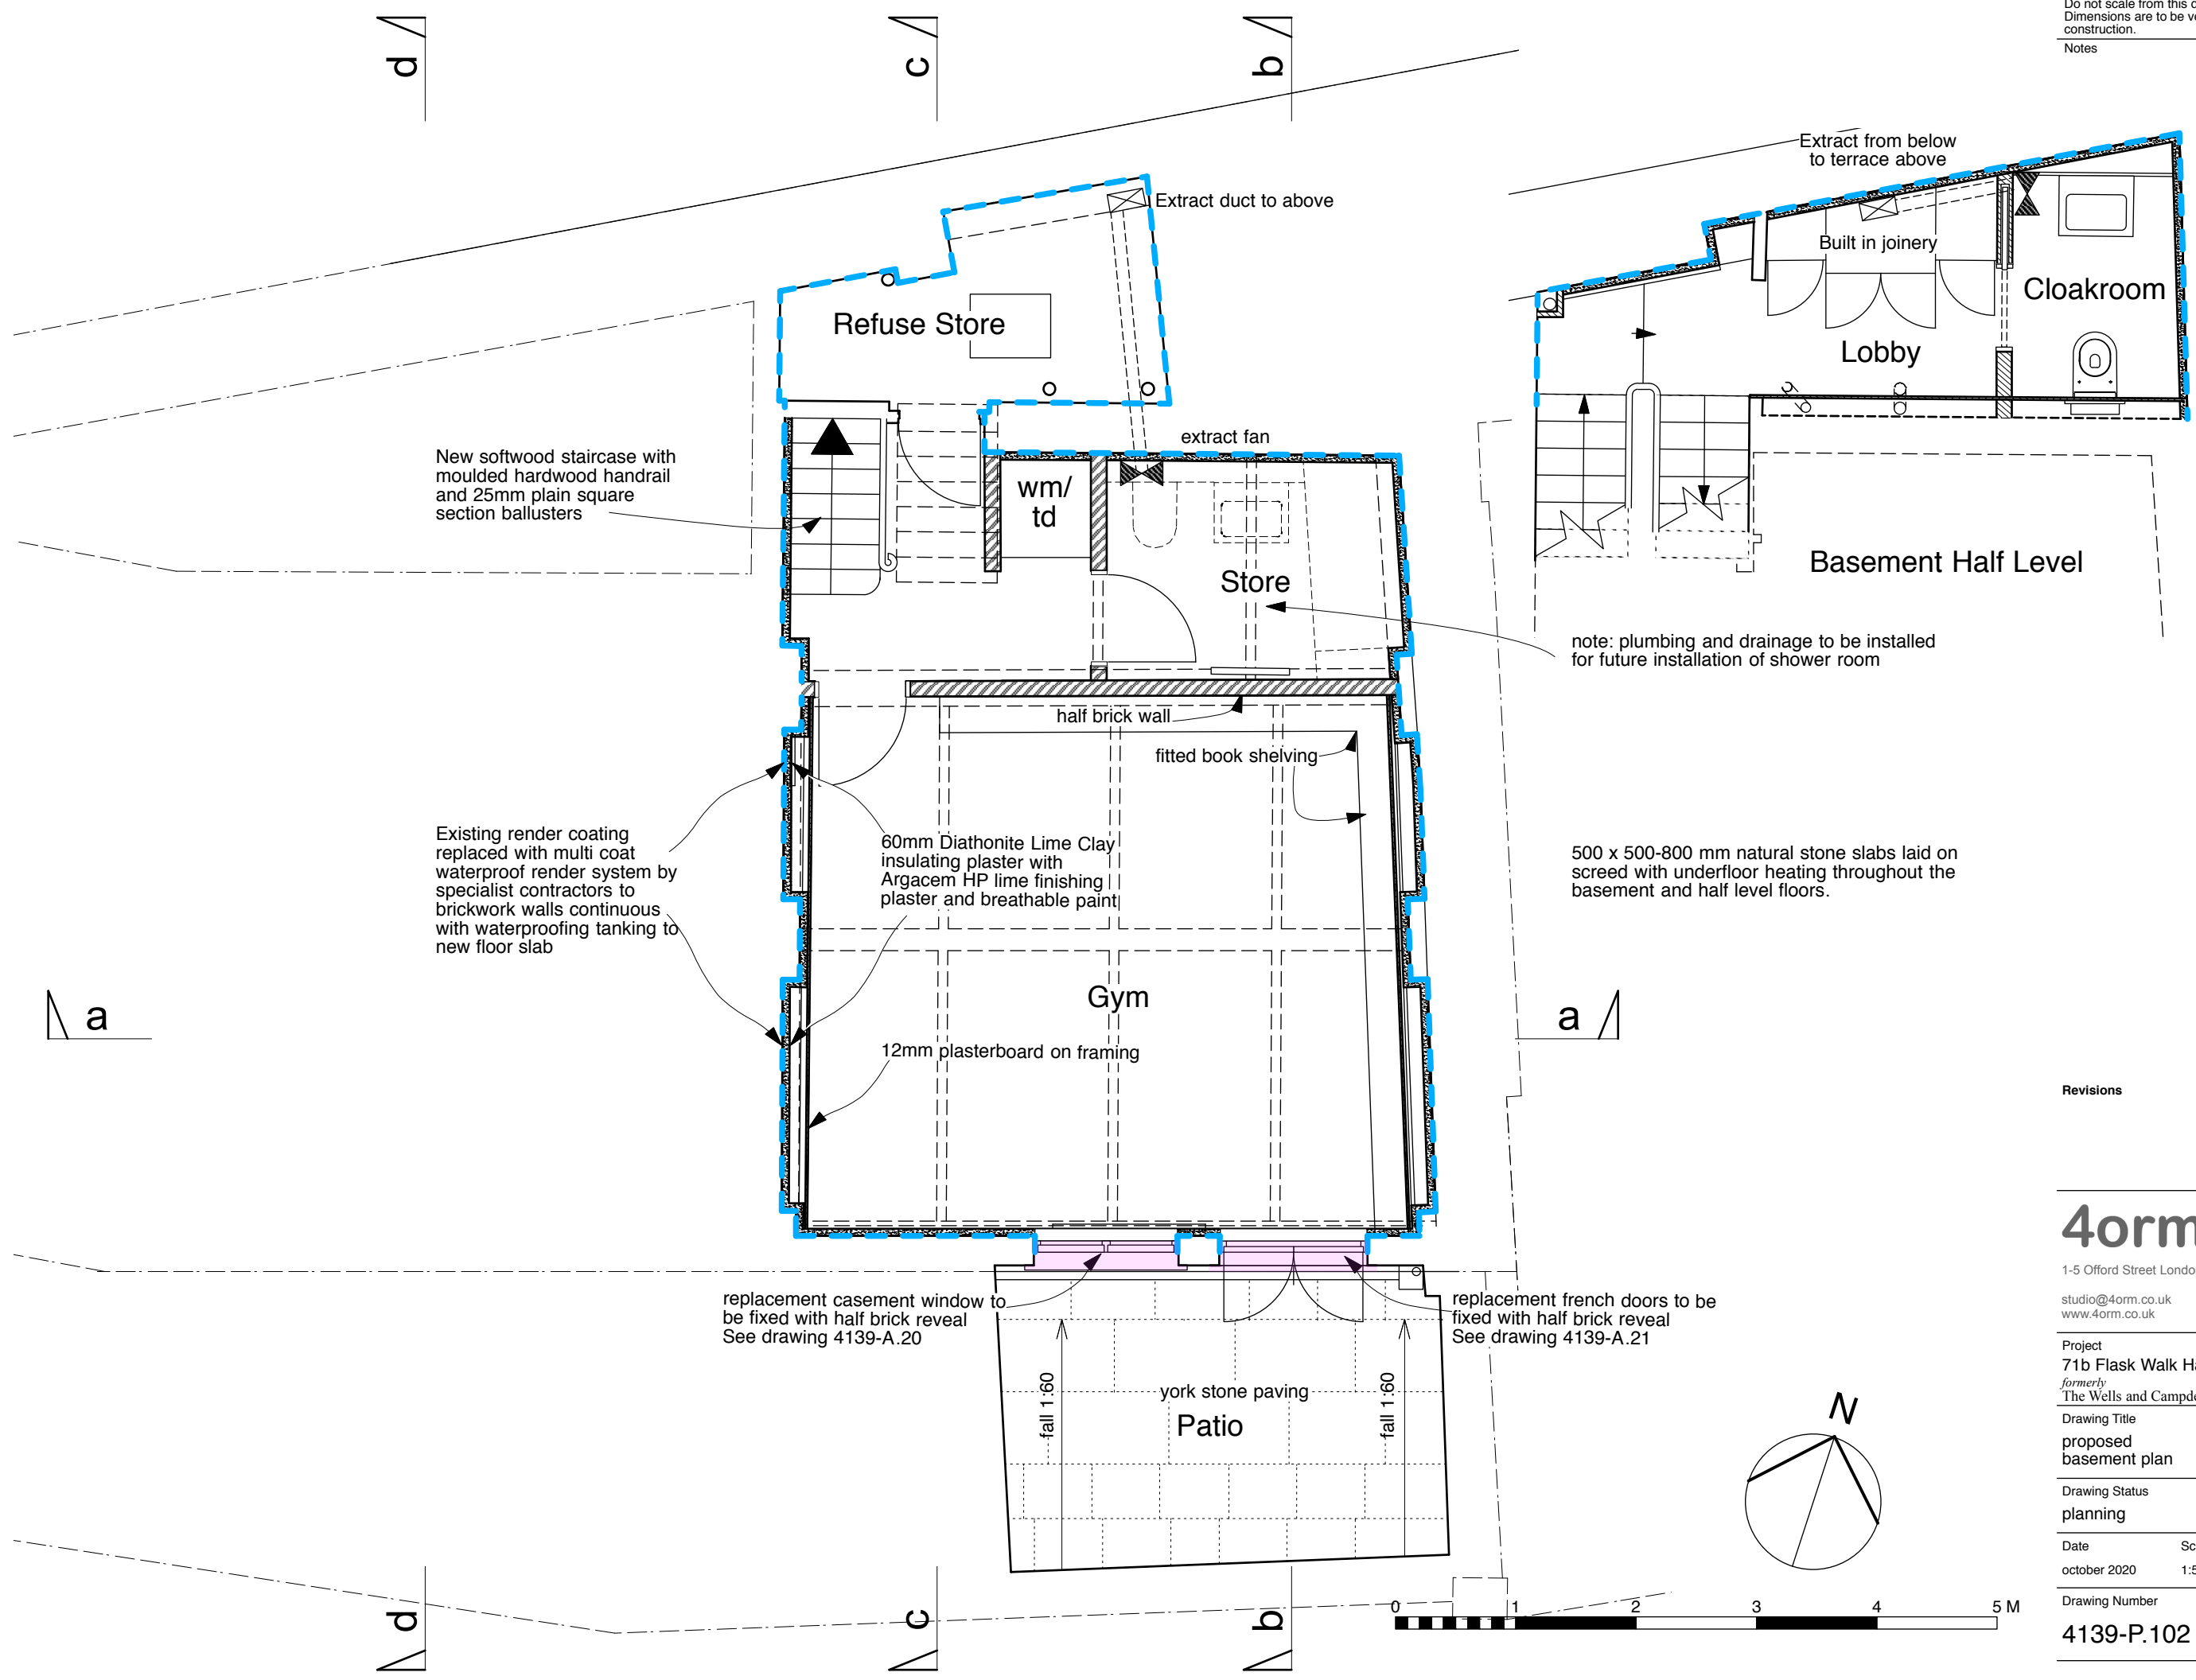 Do not scale from this
Dimensions are to be
construction.
Notes
d
c
b
Extract from below
to terrace above
Extract duct to above
Built in joinery
Refuse Store
Cloakroom
Lobby
extract fan
New softwood staircase with
moulded hardwood handrail
and 25mm plain square
section ballusters
wm/
td
Store
Basement Half Level
note: plumbing and drainage to be installed
for future installation of shower room
half brick wall
fitted book shelving
Existing render coating
replaced with multi coat
waterproof render system by
specialist contractors to
brickwork walls continuous
with waterproofing tanking to
new floor slab
60mm Diathonite Lime Clay
insulating plaster with
Argacem HP lime finishing
plaster and breathable paint
500 x 500-800 mm natural stone slabs laid on
screed with underfloor heating throughout the
basement and half level floors.
a
Gym
a
12mm plasterboard on framing
Revisions
4orm
1-5 Offord Street
studio@4orm.co.uk
www.4orm.co.uk
replacement casement window to
be fixed with half brick reveal
See drawing 4139-A.20
replacement french doors to be
fixed with half brick reveal
See drawing 4139-A.21
Project
71b Flask Walk
formerly
The Wells and
fall 1:60
york stone paving
Patio
fall 1:60
N
Drawing Title
proposed
basement plan
Drawing Status
planning
Date
october 2020
0 1 2 3 4 5 M
Drawing Number
4139-P.102
d
c
b